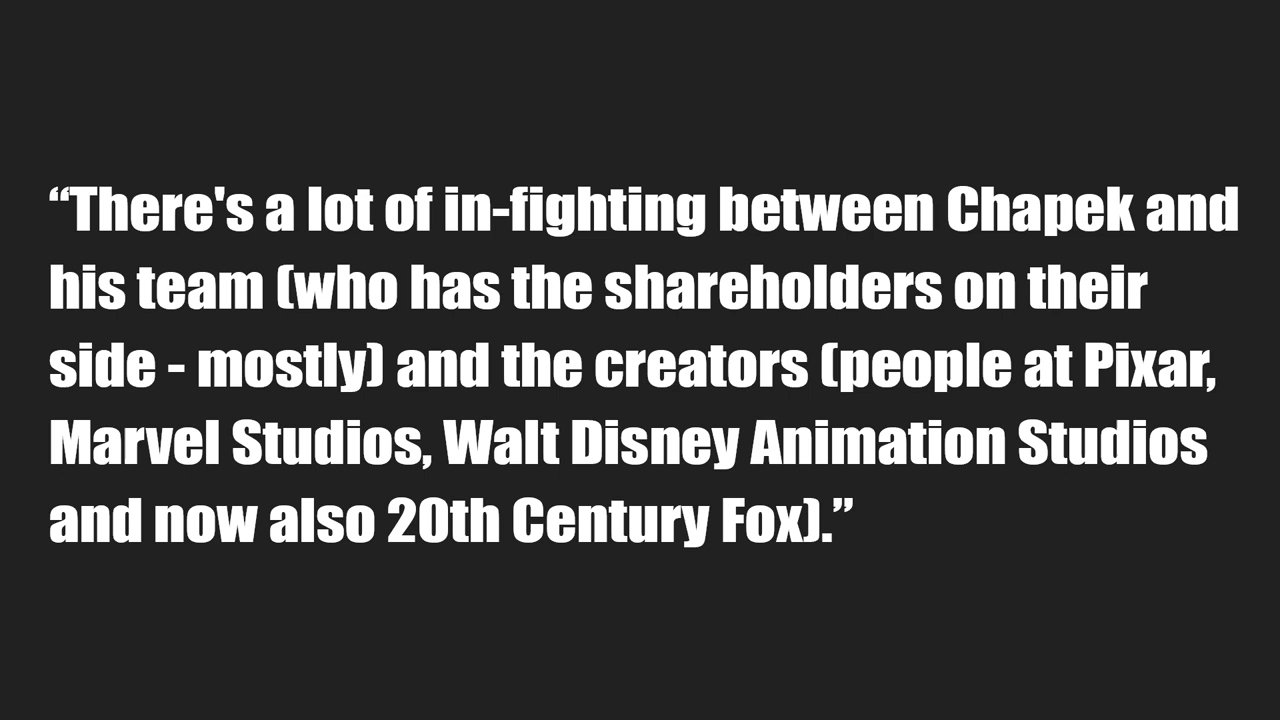 “There's a lot of in-fighting between Chapek and
his team (who has the shareholders on their
side - mostly) and the creators (people at Pixar,
Marvel Studios, Walt Disney Animation Studios
and now also 20th Century Fox).”